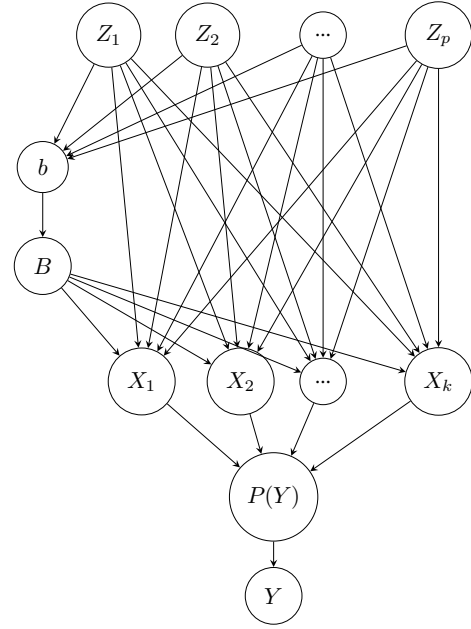 Z₁ Z₂ ... Zₚ
b
B
X₁ X₂ ... Xₖ
P(Y)
Y